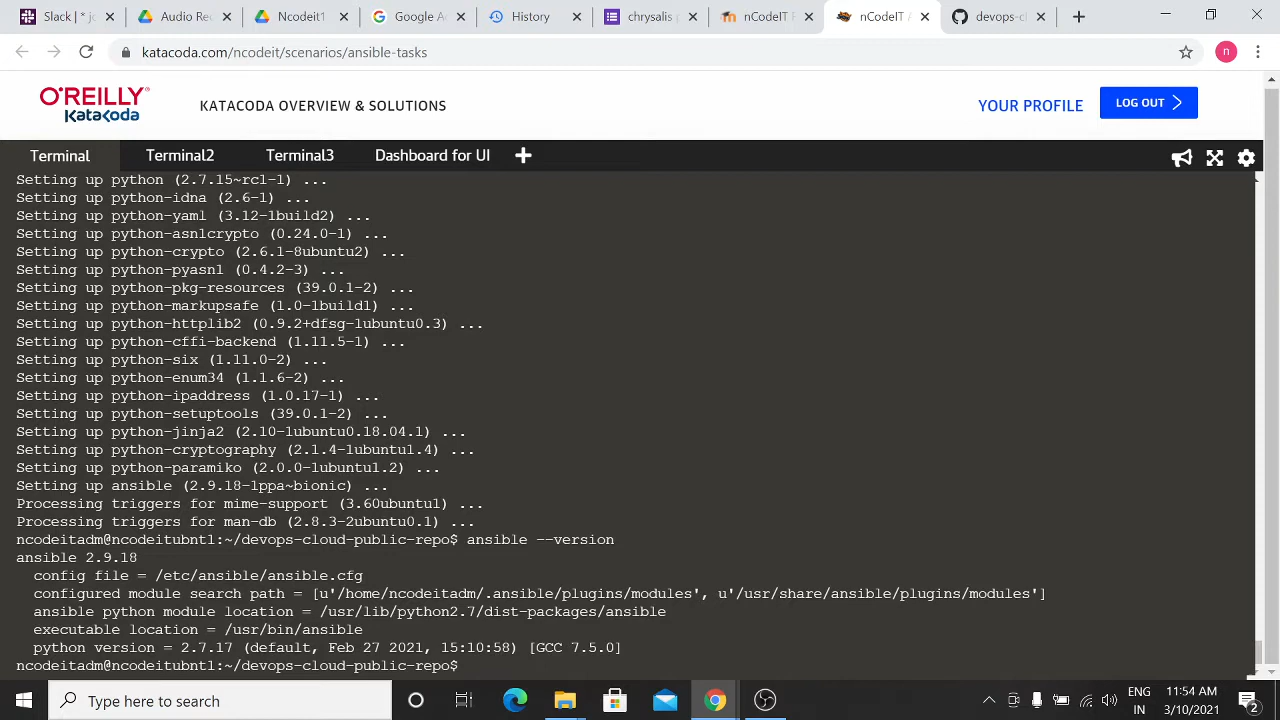 Slack | *
Audio Re
Ncodeit1
Google A
History
chrysalis p
nCodeIT E
nCodeIT /
devops-cl
katacoda.com/ncodeit/scenarios/ansible-tasks
n
O'REILLY®
Katacoda
KATACODA OVERVIEW & SOLUTIONS
YOUR PROFILE
LOG OUT
Terminal
Terminal2
Terminal3
Dashboard for UI
Setting up python (2.7.15~rc1-1) ...
Setting up python-idna (2.6-1) ...
Setting up python-yaml (3.12-1build2) ...
Setting up python-asn1crypto (0.24.0-1) ...
Setting up python-crypto (2.6.1-8ubuntu2) ...
Setting up python-pyasn1 (0.4.2-3) ...
Setting up python-pkg-resources (39.0.1-2) ...
Setting up python-markupsafe (1.0-1build1) ...
Setting up python-httplib2 (0.9.2+dfsg-1ubuntu0.3) ...
Setting up python-cffi-backend (1.11.5-1) ...
Setting up python-six (1.11.0-2) ...
Setting up python-enum34 (1.1.6-2) ...
Setting up python-ipaddress (1.0.17-1) ...
Setting up python-setuptools (39.0.1-2) ...
Setting up python-jinja2 (2.10-1ubuntu0.18.04.1) ...
Setting up python-cryptography (2.1.4-1ubuntu1.4) ...
Setting up python-paramiko (2.0.0-1ubuntu1.2) ...
Setting up ansible (2.9.18-1ppa~bionic) ...
Processing triggers for mime-support (3.60ubuntu1) ...
Processing triggers for man-db (2.8.3-2ubuntu0.1) ...
ncodeitadm@ncodeitubnt1:~/devops-cloud-public-repo$ ansible --version
ansible 2.9.18
config file = /etc/ansible/ansible.cfg
configured module search path = [u'/home/ncodeitadm/.ansible/plugins/modules', u'/usr/share/ansible/plugins/modules']
ansible python module location = /usr/lib/python2.7/dist-packages/ansible
executable location = /usr/bin/ansible
python version = 2.7.17 (default, Feb 27 2021, 15:10:58) [GCC 7.5.0]
ncodeitadm@ncodeitubnt1:~/devops-cloud-public-repo$
Type here to search
ENG
IN
11:54 AM
3/10/2021
2